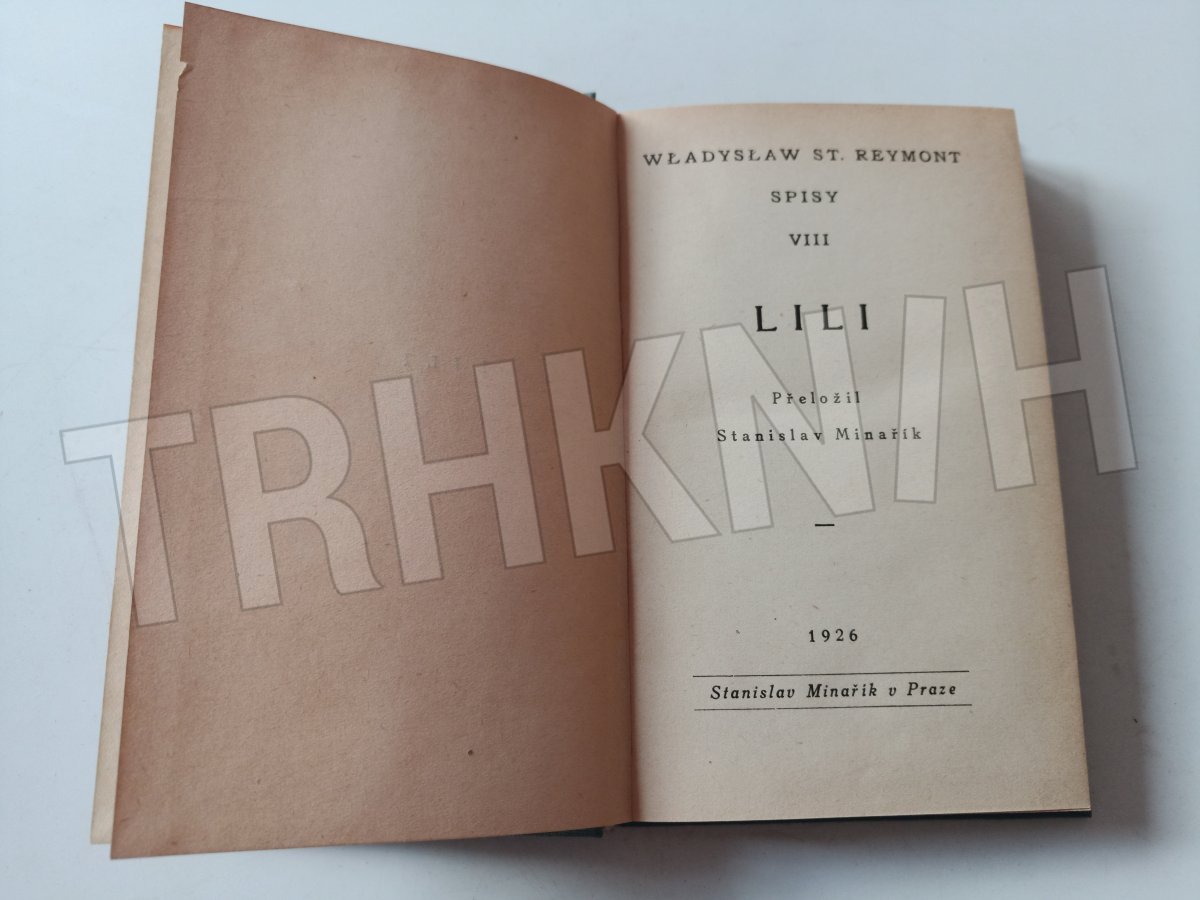 WŁADYSŁAW ST. REYMONT
SPISY
VIII
LILI
Přeložil
Stanislav Minařík
1926
Stanislav Minařík v Praze
TRHKNIH